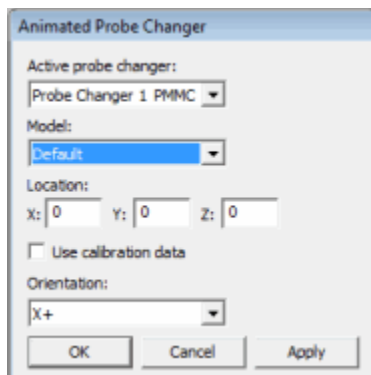 Animated Probe Changer
Active probe changer:
Probe Changer 1 PMMC
Model:
Default
Location:
X: 0 Y: 0 Z: 0
Use calibration data
Orientation:
X+
OK Cancel Apply